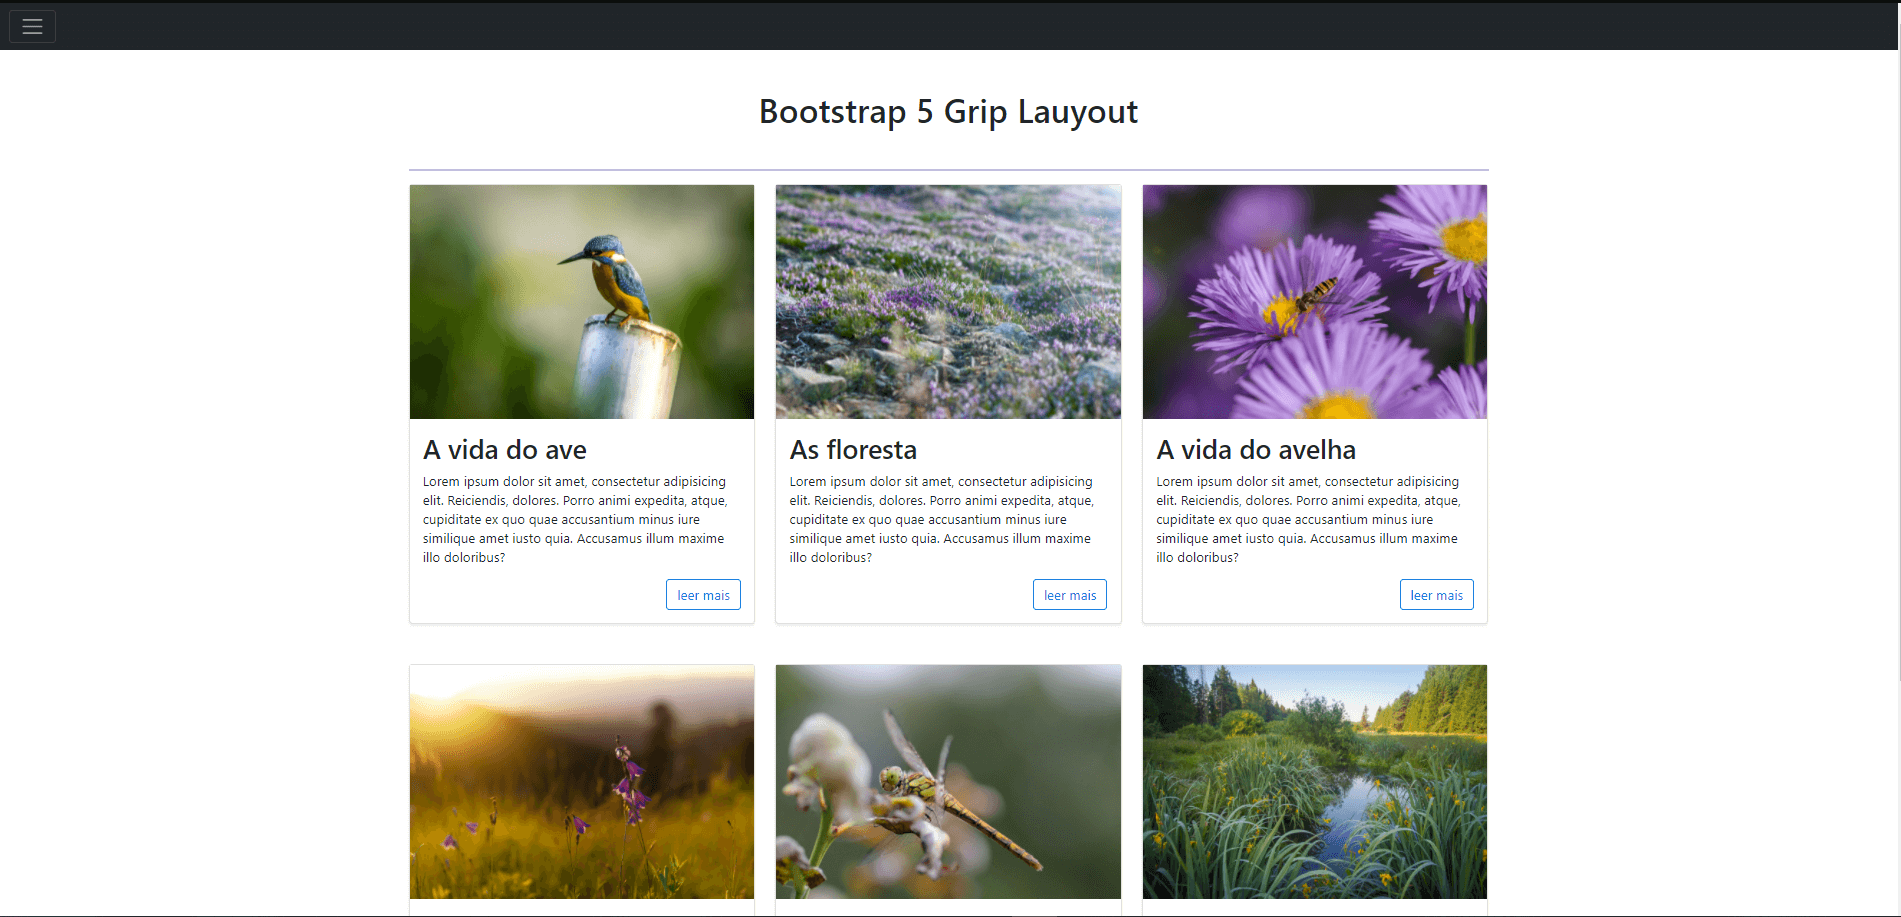 Bootstrap 5 Grip Lauyout
A vida do ave
Lorem ipsum dolor sit amet, consectetur adipisicing
elit. Reiciendis, dolores. Porro animi expedita, atque,
cupiditate ex quo quae accusantium minus iure
similique amet iusto quia. Accusamus illum maxime
illo doloribus?
leer mais
As floresta
Lorem ipsum dolor sit amet, consectetur adipisicing
elit. Reiciendis, dolores. Porro animi expedita, atque,
cupiditate ex quo quae accusantium minus iure
similique amet iusto quia. Accusamus illum maxime
illo doloribus?
leer mais
A vida do avelha
Lorem ipsum dolor sit amet, consectetur adipisicing
elit. Reiciendis, dolores. Porro animi expedita, atque,
cupiditate ex quo quae accusantium minus iure
similique amet iusto quia. Accusamus illum maxime
illo doloribus?
leer mais